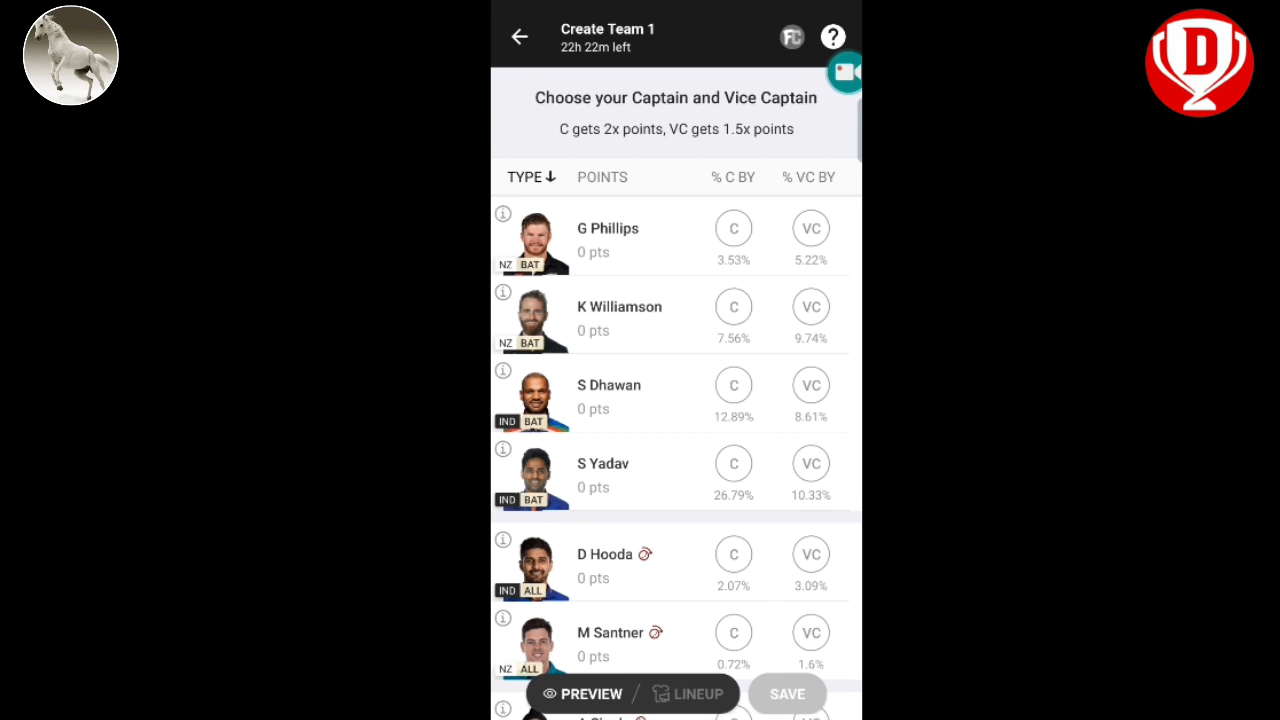 Create Team 1
22h 22m left
FC
?
D
Choose your Captain and Vice Captain
C gets 2x points, VC gets 1.5x points
TYPE POINTS % C BY % VC BY
G Phillips
0 pts
NZ BAT
C VC
3.53% 5.22%
K Williamson
0 pts
NZ BAT
C VC
7.56% 9.74%
S Dhawan
0 pts
IND BAT
C VC
12.89% 8.61%
S Yadav
0 pts
IND BAT
C VC
26.79% 10.33%
D Hooda
0 pts
IND ALL
C VC
2.07% 3.09%
M Santner
0 pts
NZ ALL
C VC
0.72% 1.6%
PREVIEW / LINEUP SAVE